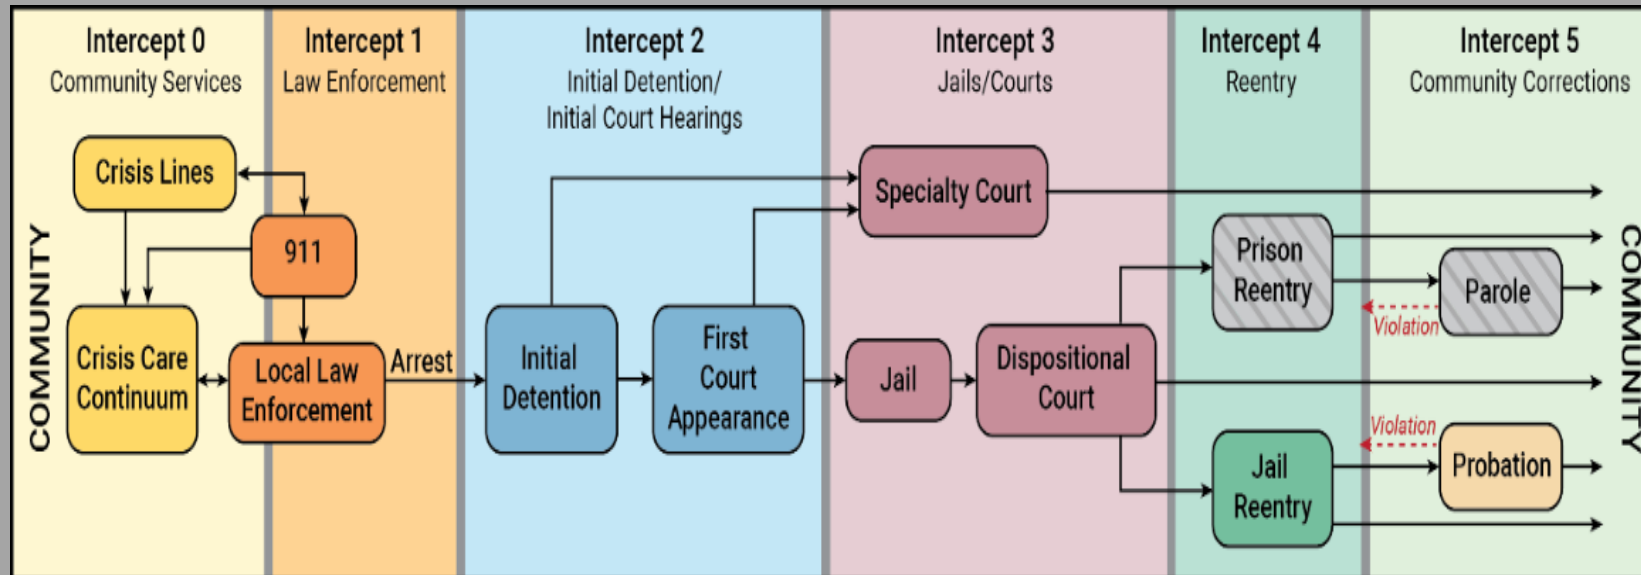 Intercept 0
Community Services
Intercept 1
Law Enforcement
Intercept 2
Initial Detention/
Initial Court Hearings
Intercept 3
Jails/Courts
Intercept 4
Reentry
Intercept 5
Community Corrections
COMMUNITY
Crisis Lines
911
Crisis Care
Continuum
Local Law
Enforcement
Arrest
Initial
Detention
First
Court
Appearance
Specialty Court
Jail
Dispositional
Court
Prison
Reentry
Parole
Violation
Jail
Reentry
Violation
Probation
COMMUNITY